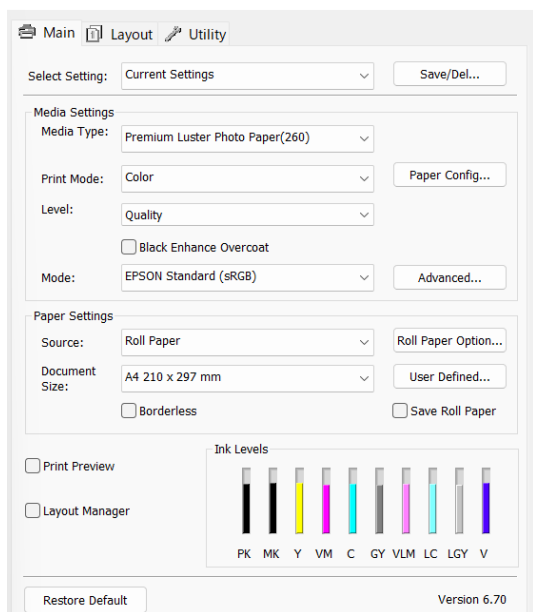 Main Layout Utility
Select Setting: Current Settings Save/Del...
Media Settings
Media Type: Premium Luster Photo Paper(260)
Print Mode: Color Paper Config...
Level: Quality
Black Enhance Overcoat
Mode: EPSON Standard (sRGB) Advanced...
Paper Settings
Source: Roll Paper Roll Paper Option...
Document
Size: A4 210 x 297 mm User Defined...
Borderless Save Roll Paper
Print Preview
Layout Manager
Ink Levels
PK MK Y VM C GY VLM LC LGY V
Restore Default Version 6.70